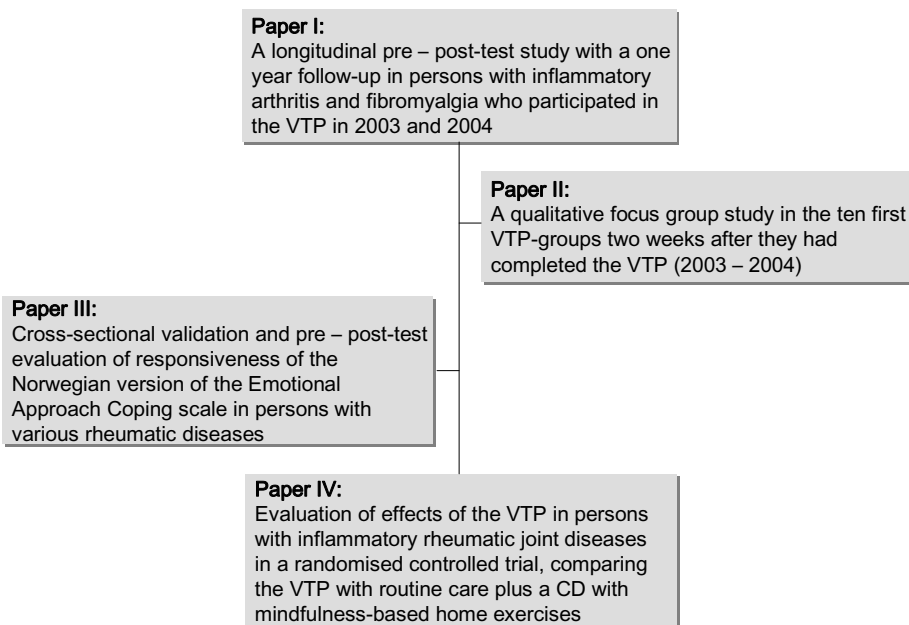 Paper I:
A longitudinal pre – post-test study with a one
year follow-up in persons with inflammatory
arthritis and fibromyalgia who participated in
the VTP in 2003 and 2004
Paper II:
A qualitative focus group study in the ten first
VTP-groups two weeks after they had
completed the VTP (2003 – 2004)
Paper III:
Cross-sectional validation and pre – post-test
evaluation of responsiveness of the
Norwegian version of the Emotional
Approach Coping scale in persons with
various rheumatic diseases
Paper IV:
Evaluation of effects of the VTP in persons
with inflammatory rheumatic joint diseases
in a randomised controlled trial, comparing
the VTP with routine care plus a CD with
mindfulness-based home exercises